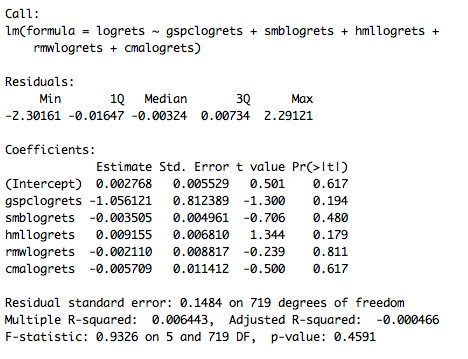 Call:
lm(formula = logrets ~ gspclogrets + smblogrets + hmllogrets +
    rmwlogrets + cmalogrets)

Residuals:
     Min       1Q   Median       3Q      Max
-2.30161 -0.01647 -0.00324  0.00734  2.29121

Coefficients:
             Estimate Std. Error t value Pr(>|t|)
(Intercept)  0.002768   0.005529   0.501    0.617
gspclogrets -1.056121   0.812389  -1.300    0.194
smblogrets  -0.003505   0.004961  -0.706    0.480
hmllogrets   0.009155   0.006810   1.344    0.179
rmwlogrets  -0.002110   0.008817  -0.239    0.811
cmalogrets  -0.005709   0.011412  -0.500    0.617

Residual standard error: 0.1484 on 719 degrees of freedom
Multiple R-squared:  0.006443,  Adjusted R-squared:  -0.000466
F-statistic: 0.9326 on 5 and 719 DF,  p-value: 0.4591